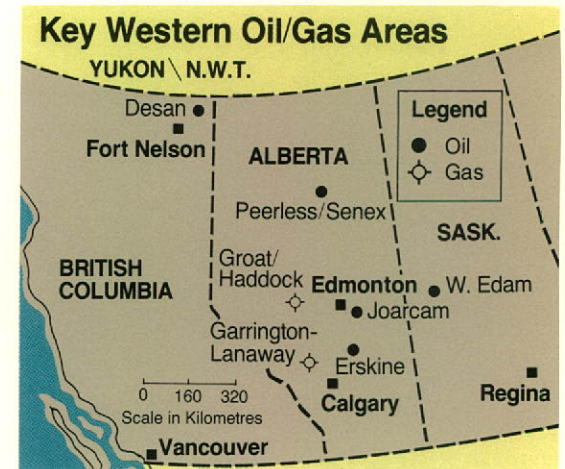 Key Western Oil/Gas Areas
YUKON \ N.W.T.
Desan
Fort Nelson
Legend
Oil
Gas
ALBERTA
Peerless/Senex
SASK.
Groat/
Haddock
BRITISH
COLUMBIA
Edmonton
W. Edam
Joarcam
Garrington-
Lanaway
Erskine
0 160 320
Scale in Kilometres
Calgary
Regina
Vancouver